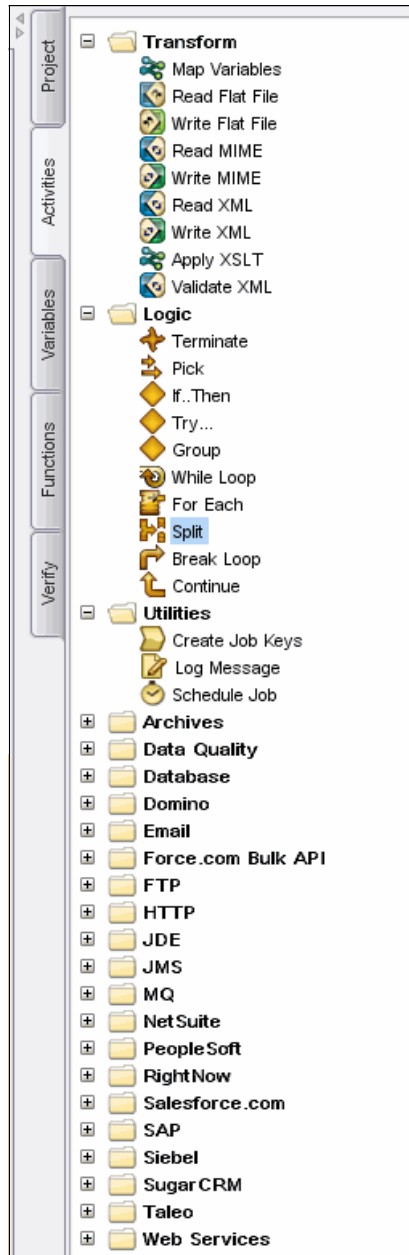 Project
Activities
Variables
Functions
Verify
Transform
Map Variables
Read Flat File
Write Flat File
Read MIME
Write MIME
Read XML
Write XML
Apply XSLT
Validate XML
Logic
Terminate
Pick
If..Then
Try...
Group
While Loop
For Each
Split
Break Loop
Continue
Utilities
Create Job Keys
Log Message
Schedule Job
Archives
Data Quality
Database
Domino
Email
Force.com Bulk API
FTP
HTTP
JDE
JMS
MQ
NetSuite
PeopleSoft
RightNow
Salesforce.com
SAP
Siebel
SugarCRM
Taleo
Web Services